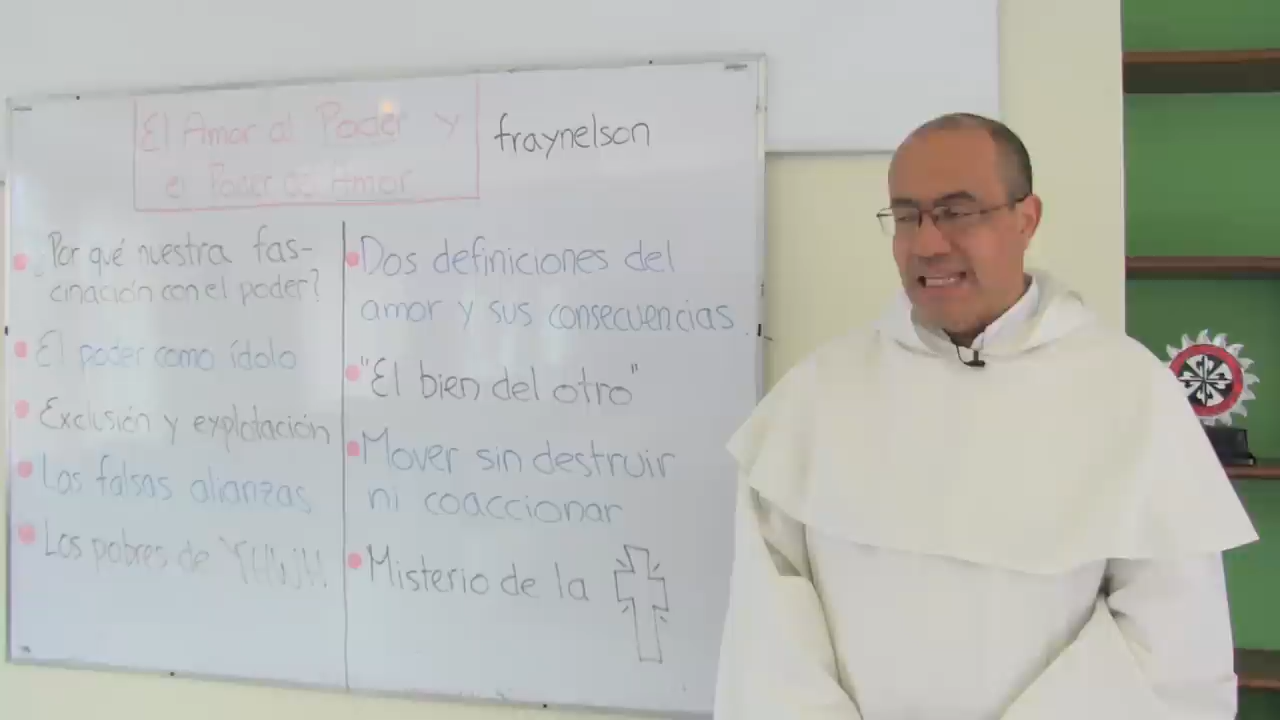 El Amor al Poder y
el Poder de Amor
fraynelson
Por qué nuestra fas-
cinación con el poder?
El poder como ídolo
Exclusión y explotación
Las falsas alianzas
Los pobres de YHWH
Dos definiciones del
amor y sus consecuencias.
"El bien del otro"
Mover sin destruir
ni coaccionar
Misterio de la